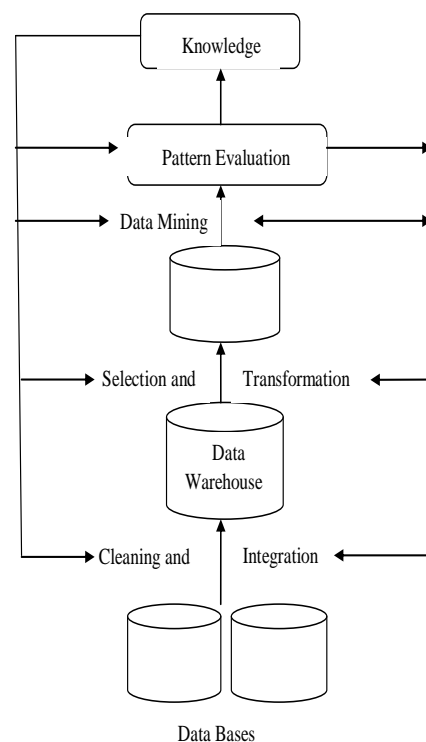 Knowledge
Pattern Evaluation
Data Mining
Selection and Transformation
Data
Warehouse
Cleaning and Integration
Data Bases